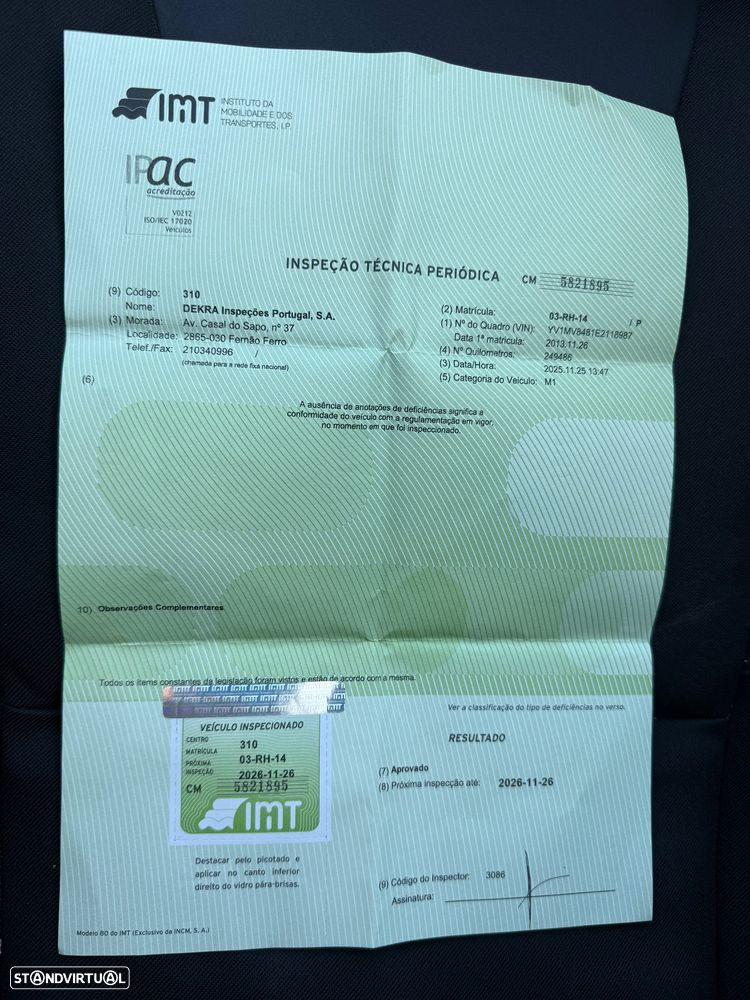 IMT INSTITUTO DA
MOBILIDADE E DOS
TRANSPORTES, I.P.
IPac
acreditação
V0212
ISO/IEC 17020
Veículos
INSPEÇÃO TÉCNICA PERIÓDICA CM 5821895
(9) Código: 310
Nome: DEKRA Inspeções Portugal, S.A.
(3) Morada: Av. Casal do Sapo, nº 37
Localidade: 2865-030 Fernão Ferro
Telef./Fax: 210340996 /
(chamada para a rede fixa nacional)
(2) Matrícula: 03-RH-14 / P
(1) Nº do Quadro (VIN): YV1MV8481E2118987
Data 1ª matrícula: 2013.11.26
(4) Nº Quilómetros: 249486
(3) Data/Hora: 2025.11.25 13:47
(5) Categoria do Veículo: M1
(6)
A ausência de anotações de deficiências significa a
conformidade do veículo com a regulamentação em vigor,
no momento em que foi inspeccionado.
10) Observações Complementares
Todos os items constantes da legislação foram vistos e estão de acordo com a mesma.
VEÍCULO INSPECIONADO
CENTRO 310
MATRÍCULA 03-RH-14
PRÓXIMA
INSPEÇÃO 2026-11-26
CM 5821895
IMT
Destacar pelo picotado e
aplicar no canto inferior
direito do vidro pára-brisas.
Ver a classificação do tipo de deficiências no verso.
RESULTADO
(7) Aprovado
(8) Próxima inspecção até: 2026-11-26
(9) Código do Inspector: 3086
Assinatura:
Modelo 80 do IMT (Exclusivo da INCM, S. A.)
STANDVIRTUAL